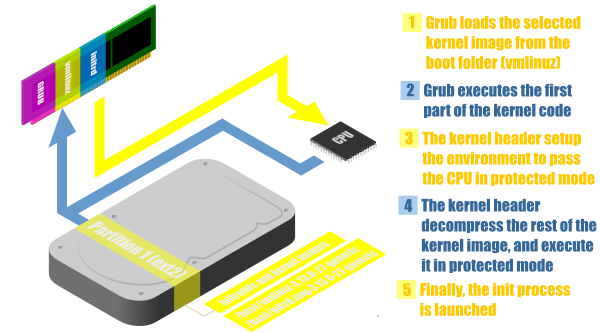 GRUB
vmlinuz
Initrd
CPU
Partition 1(ext2)
and kernel images
1 Grub loads the selected
kernel image from the
boot folder (vmlinuz)
2 Grub executes the first
part of the kernel code
3 The kernel header setup
the environment to pass
the CPU in protected mode
4 The kernel header
decompress the rest of the
kernel image, and execute
it in protected mode
5 Finally, the init process
is launched